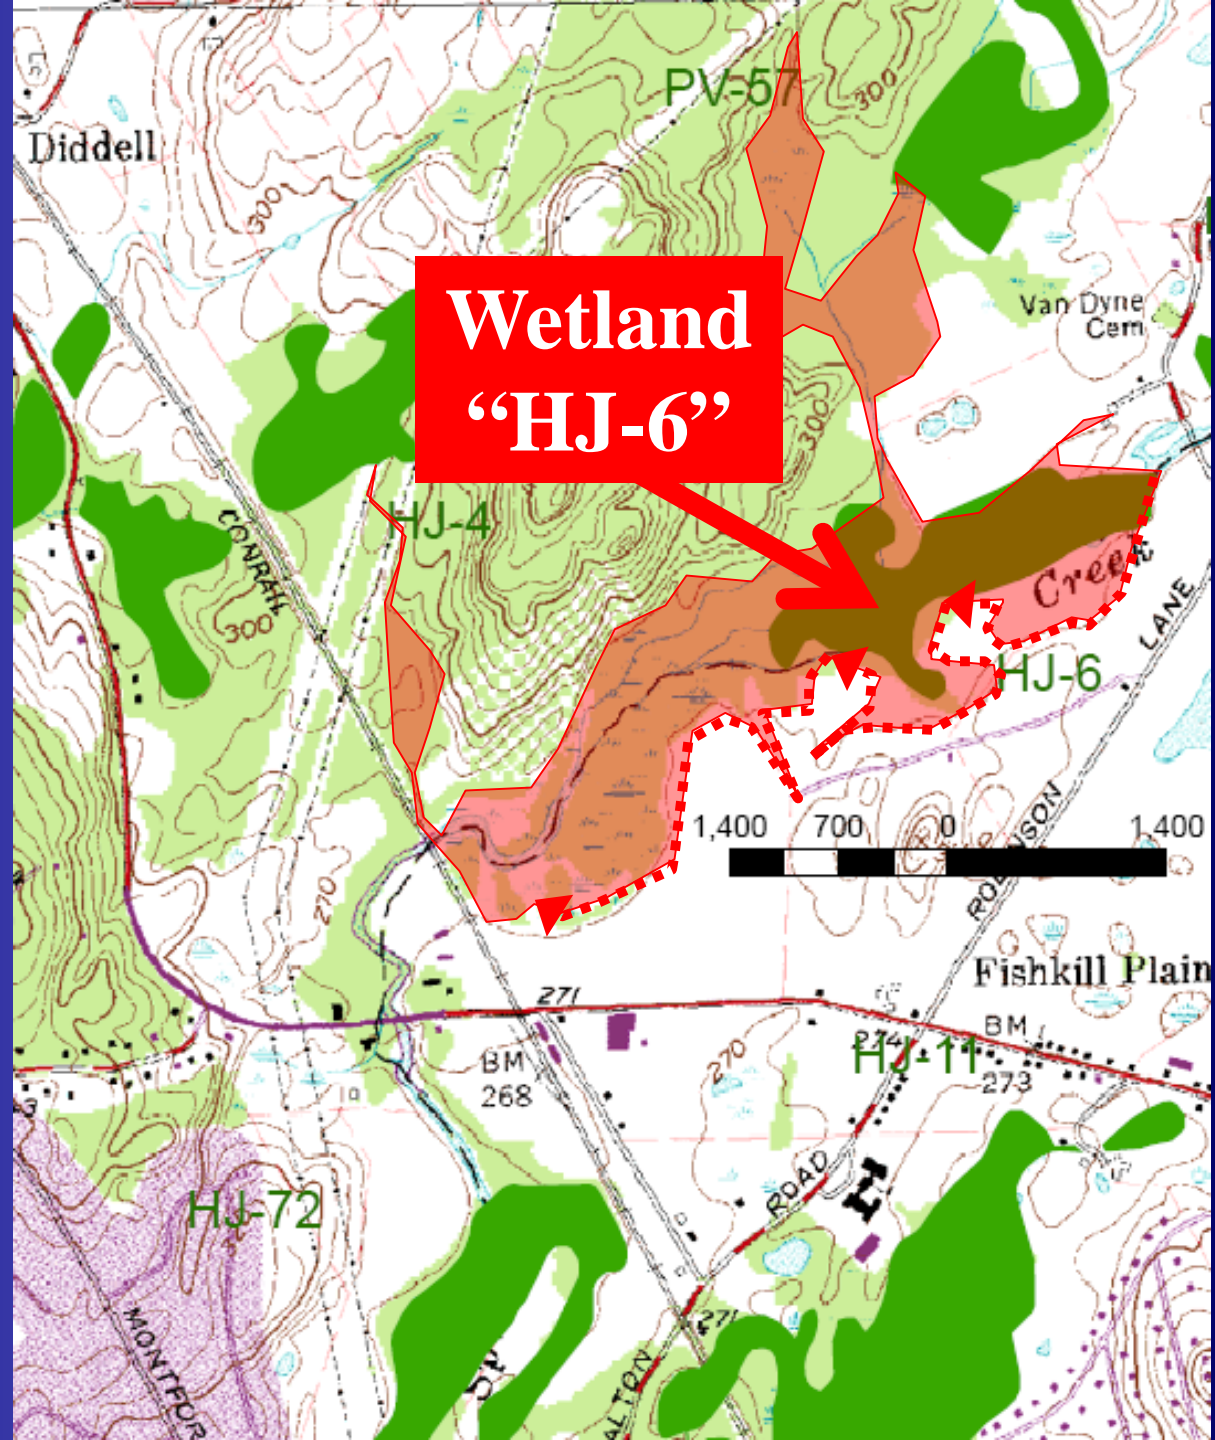 PV-57
300
Diddell
300
Wetland
“HJ-6”
Van Dyne
Cem
300
HJ-4
CONRAIL
300
Creek
LANE
HJ-6
1,400 700 0 1,400
ROBINSON
270
Fishkill Plain
271
BM
274
HJ-11
273
270
BM
268
ROAD
HJ-72
MONTFOR
271
ALTON